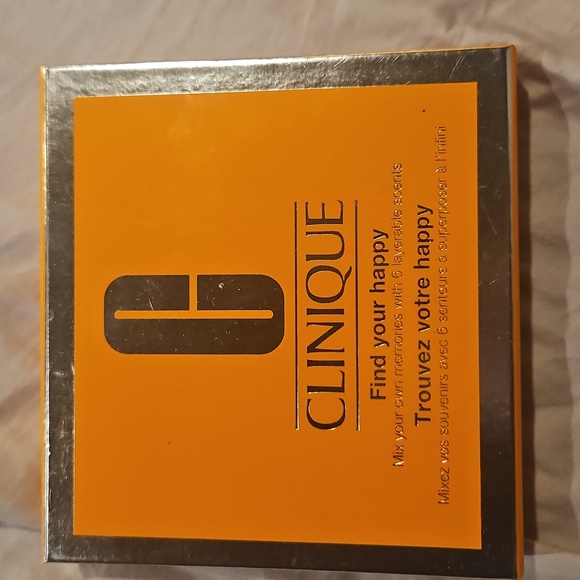 C
CLINIQUE
Find your happy
Mix your own memories with 6 layerable scents
Trouvez votre happy
Mixez vos souvenirs avec 6 senteurs à superposer à l'infini